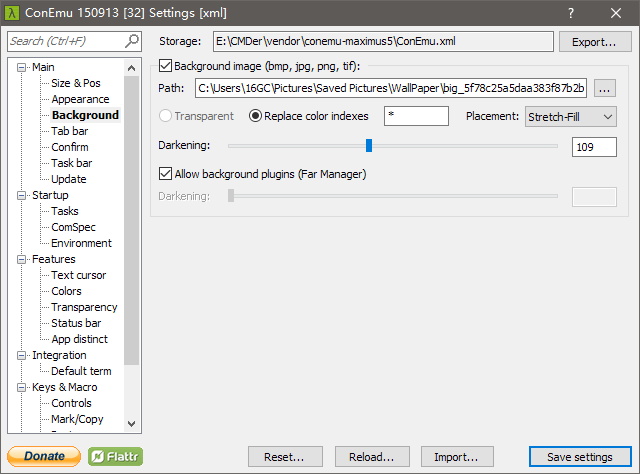 ConEmu 150913 [32] Settings [xml]
Search (Ctrl+F)
Storage: E:\CMDer\vendor\conemu-maximus5\ConEmu.xml Export...
Main
Size & Pos
Appearance
Background
Tab bar
Confirm
Task bar
Update
Startup
Tasks
ComSpec
Environment
Features
Text cursor
Colors
Transparency
Status bar
App distinct
Integration
Default term
Keys & Macro
Controls
Mark/Copy
Background image (bmp, jpg, png, tif):
Path: C:\Users\16GC\Pictures\Saved Pictures\WallPaper\big_5f78c25a5daa383f87b2b ...
Transparent Replace color indexes * Placement: Stretch-Fill
Darkening: 109
Allow background plugins (Far Manager)
Darkening:
Donate Flattr Reset... Reload... Import... Save settings